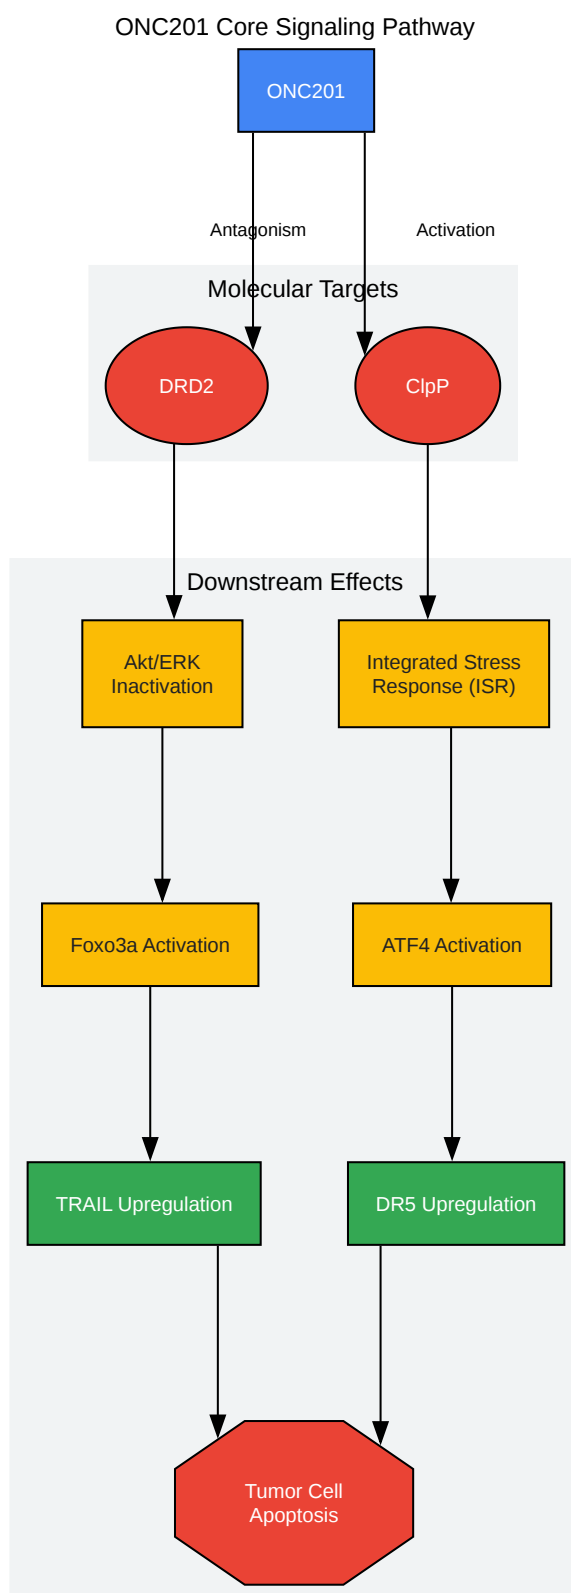 ONC201 Core Signaling Pathway
ONC201
Antagonism
Activation
Molecular Targets
DRD2
ClpP
Downstream Effects
Akt/ERK
Inactivation
Integrated Stress
Response (ISR)
Foxo3a Activation
ATF4 Activation
TRAIL Upregulation
DR5 Upregulation
Tumor Cell
Apoptosis